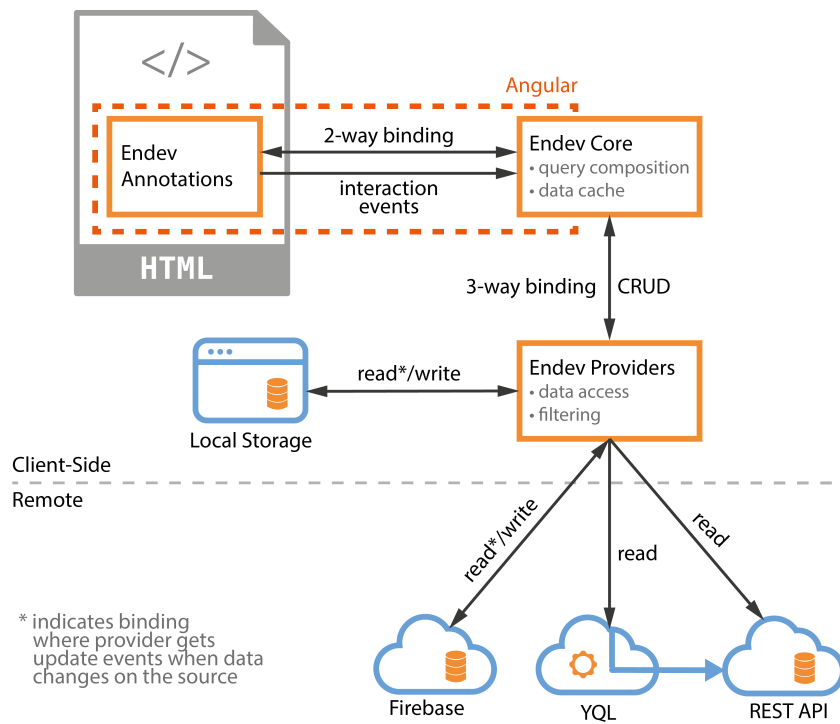 </>
Angular
Endev
Annotations
2-way binding
interaction
events
Endev Core
• query composition
• data cache
HTML
3-way binding
CRUD
Endev Providers
• data access
• filtering
read*/write
Local Storage
Client-Side
Remote
read*/write
read
read
* indicates binding
where provider gets
update events when data
changes on the source
Firebase
YQL
REST API